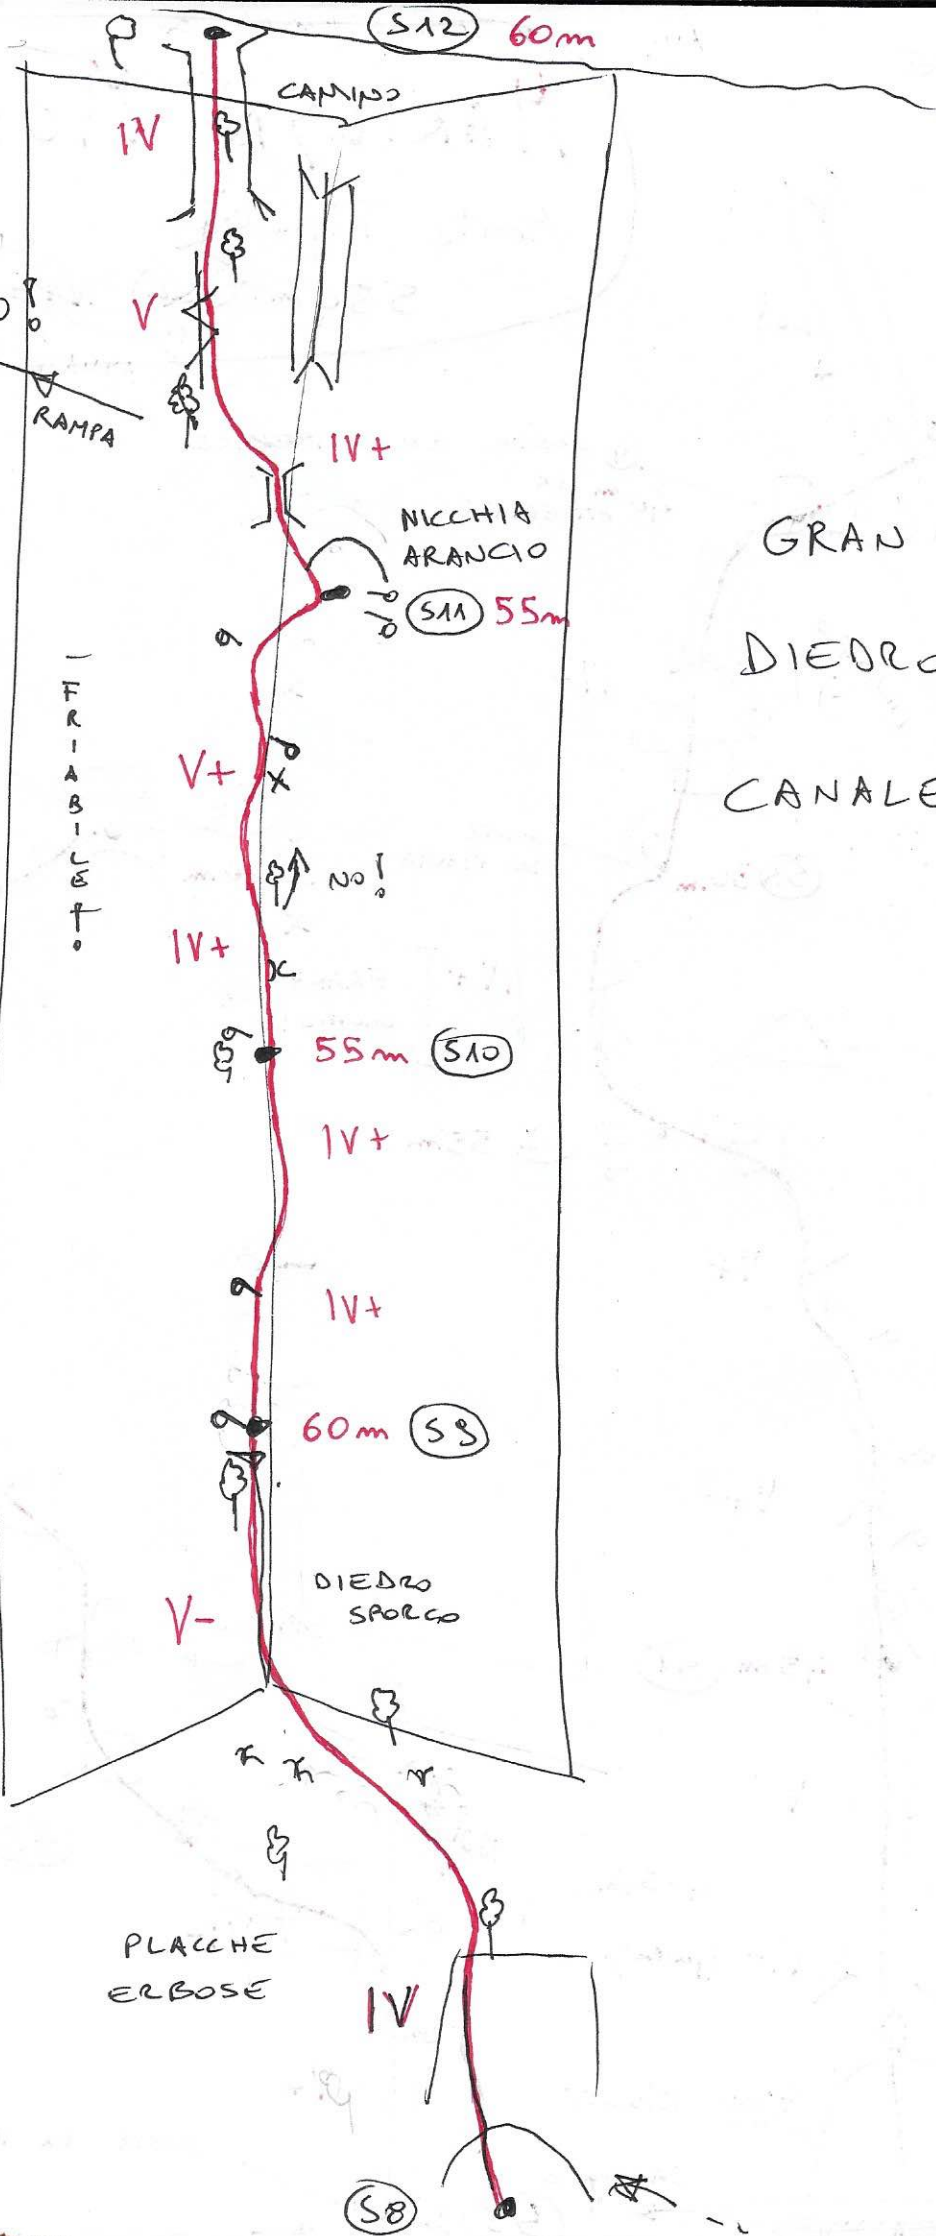 S12 60m
CAMINO
IV
V
RAMPA
IV+
NICCHIA
ARANCIO
S11 55m
GRAN
DIEDRO
CANALE
FRIABILE!
V+
NO!
IV+
55m S10
IV+
IV+
60m S9
DIEDRO
SPORCO
V-
PLACCHE
ERBOSE
IV
S8